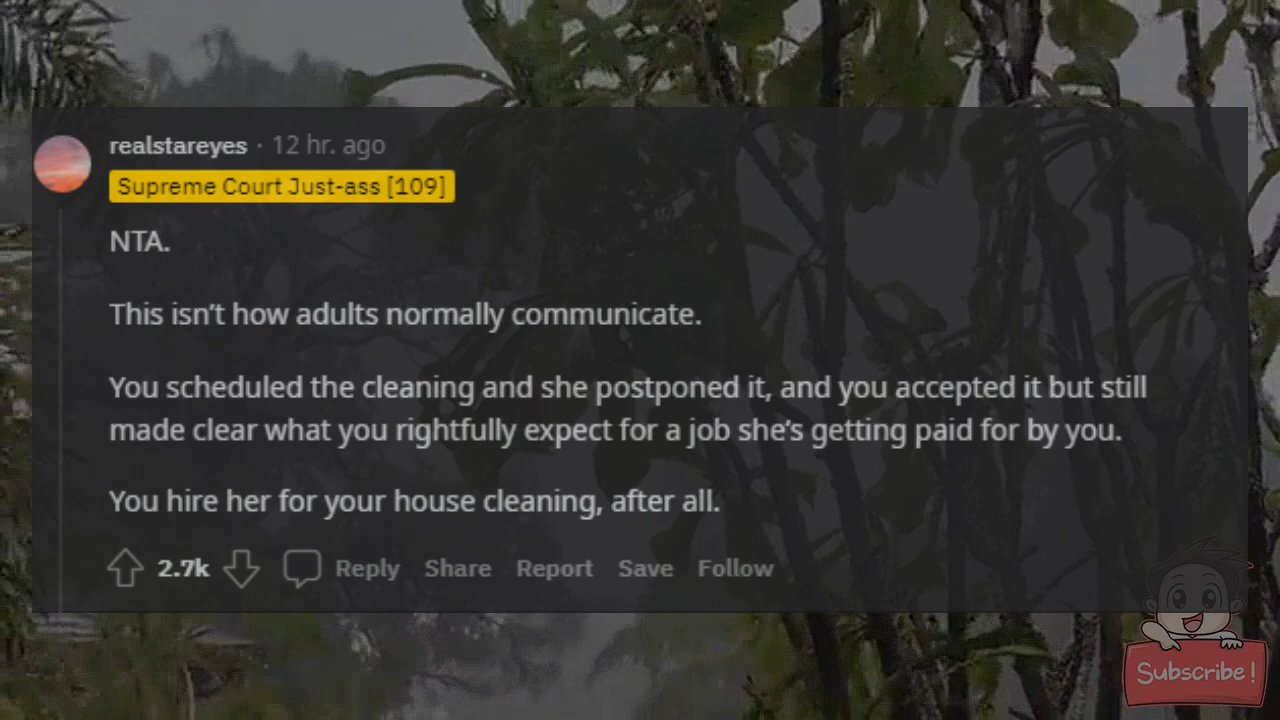 realstareyes · 12 hr. ago
Supreme Court Just-ass [109]
NTA.
This isn't how adults normally communicate.
You scheduled the cleaning and she postponed it, and you accepted it but still
made clear what you rightfully expect for a job she's getting paid for by you.
You hire her for your house cleaning, after all.
2.7k Reply Share Report Save Follow
Subscribe!